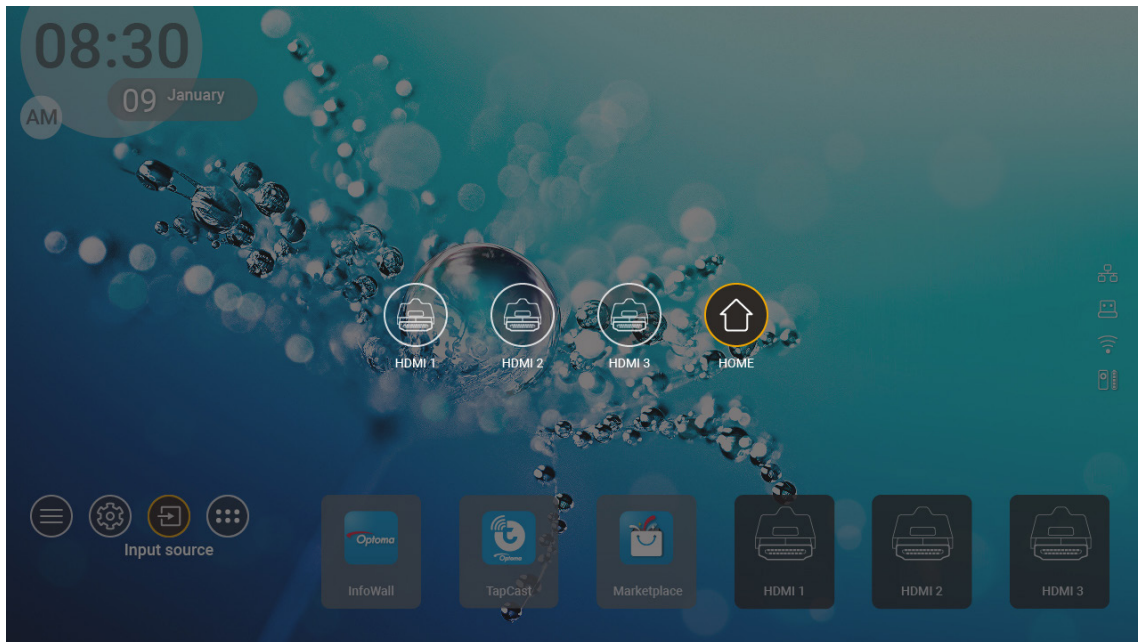 08:30
09 January
AM
HDMI 1 HDMI 2 HDMI 3 HOME
Input source
Optoma
Optoma
InfoWall TapCast Marketplace HDMI 1 HDMI 2 HDMI 3